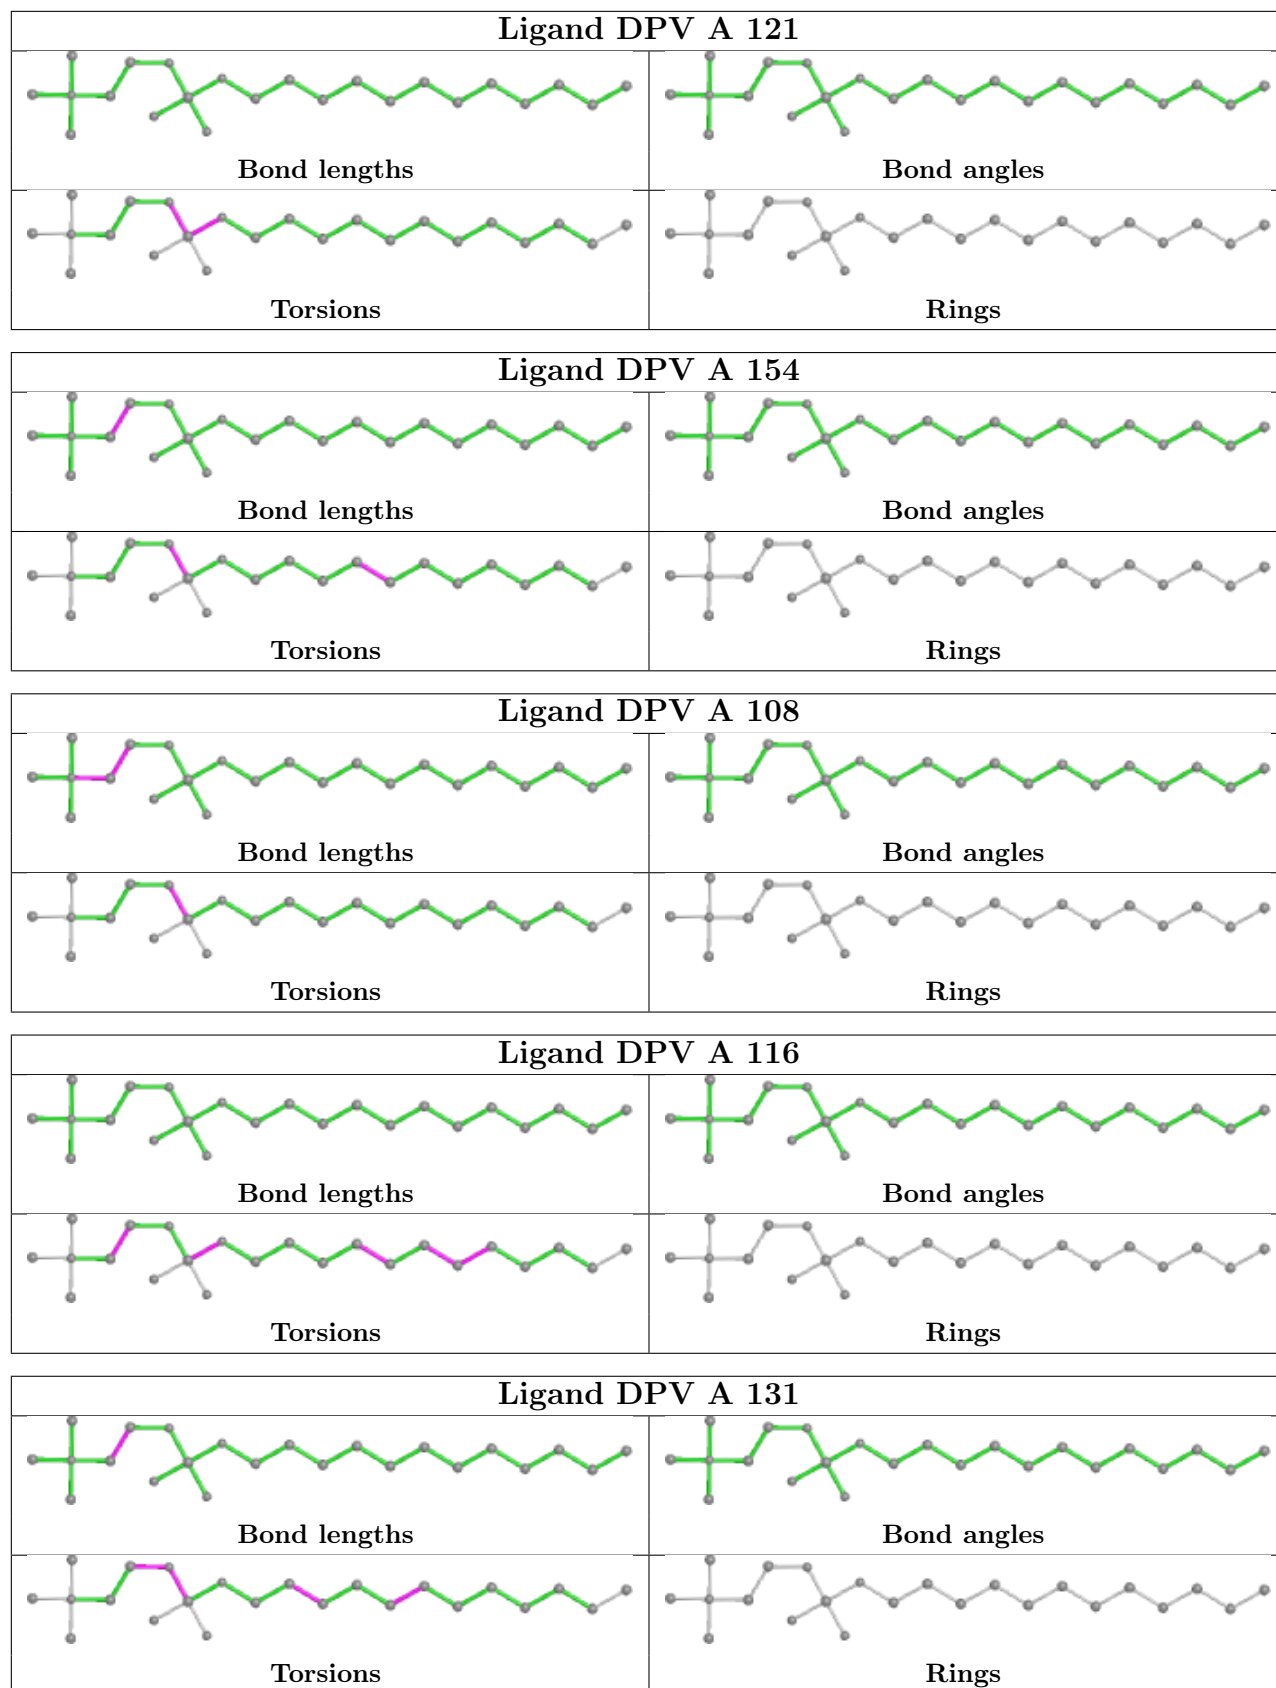 Ligand DPV A 121
Bond lengths
Bond angles
Torsions
Rings
Ligand DPV A 154
Bond lengths
Bond angles
Torsions
Rings
Ligand DPV A 108
Bond lengths
Bond angles
Torsions
Rings
Ligand DPV A 116
Bond lengths
Bond angles
Torsions
Rings
Ligand DPV A 131
Bond lengths
Bond angles
Torsions
Rings